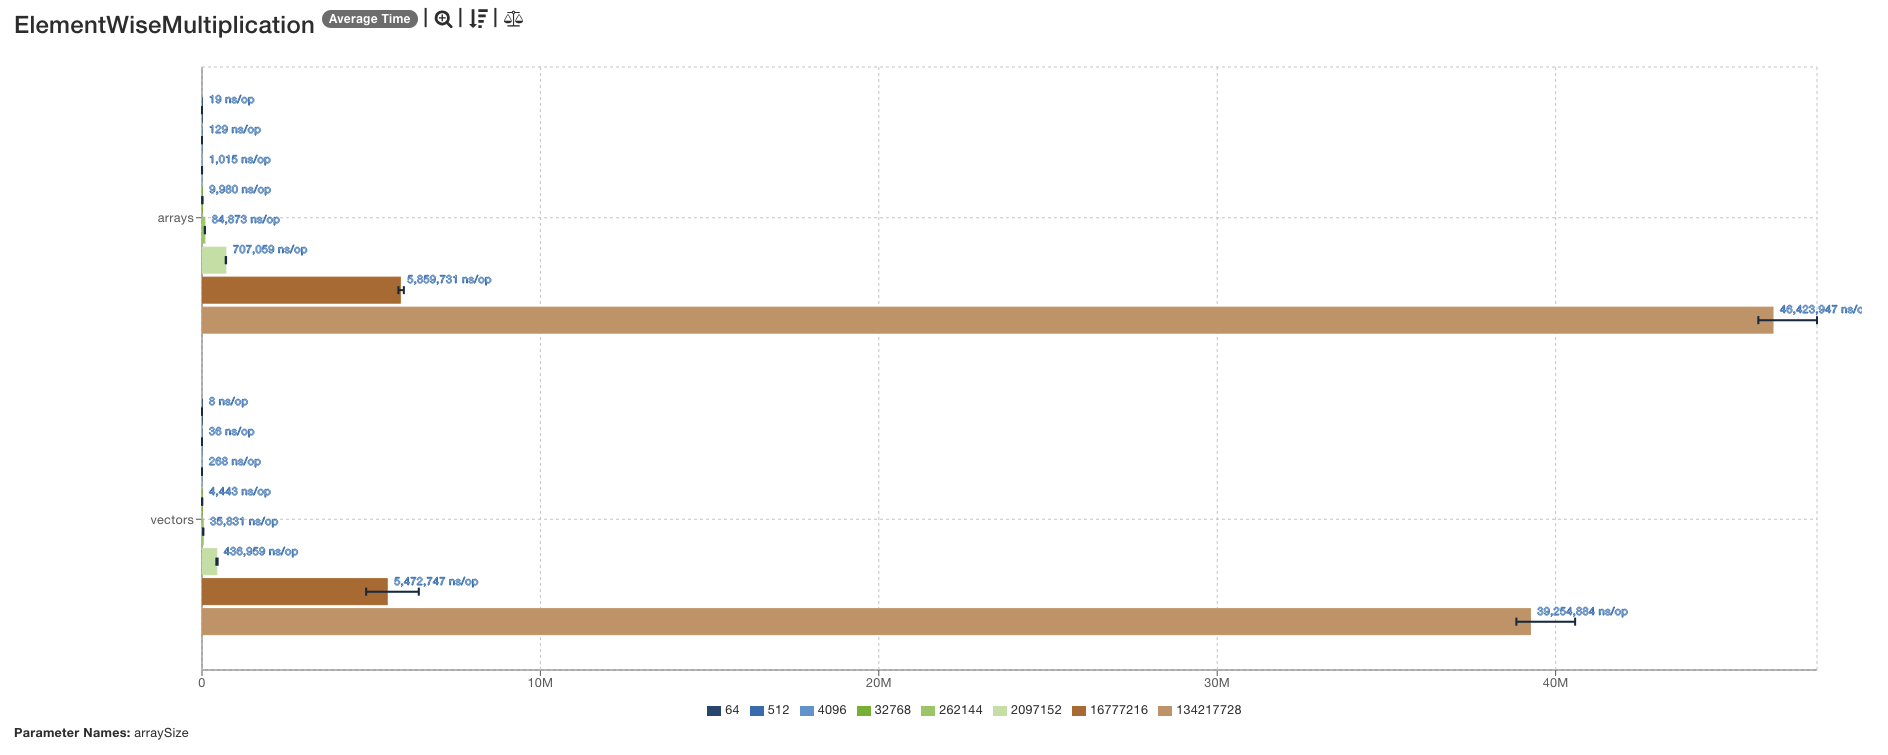 ElementWiseMultiplication Average Time
19 ns/op
129 ns/op
1,015 ns/op
9,980 ns/op
arrays
84,873 ns/op
707,059 ns/op
5,859,731 ns/op
46,423,947 ns/o
8 ns/op
36 ns/op
268 ns/op
4,443 ns/op
vectors
35,831 ns/op
436,959 ns/op
5,472,747 ns/op
39,254,884 ns/op
0 10M 20M 30M 40M
64 512 4096 32768 262144 2097152 16777216 134217728
Parameter Names: arraySize